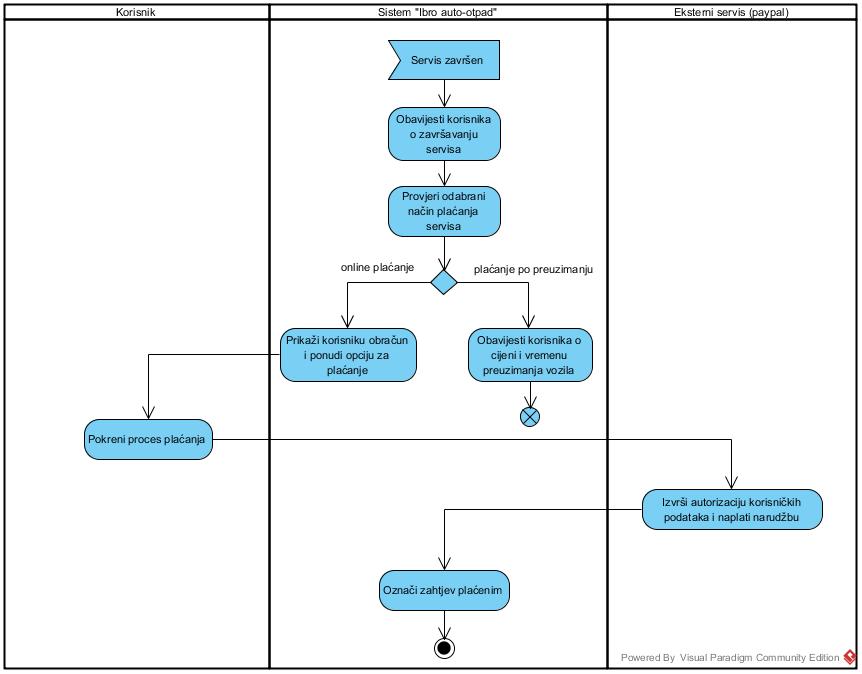 Korisnik
Sistem "Ibro auto-otpad"
Eksterni servis (paypal)
Servis završen
Obavijesti korisnika
o završavanju
servisa
Provjeri odabrani
način plaćanja
servisa
online plaćanje
plaćanje po preuzimanju
Prikaži korisniku obračun
i ponudi opciju za
plaćanje
Obavijesti korisnika o
cijeni i vremenu
preuzimanja vozila
Pokreni proces plaćanja
Izvrši autorizaciju korisničkih
podataka i naplati narudžbu
Označi zahtjev plaćenim
Powered By Visual Paradigm Community Edition